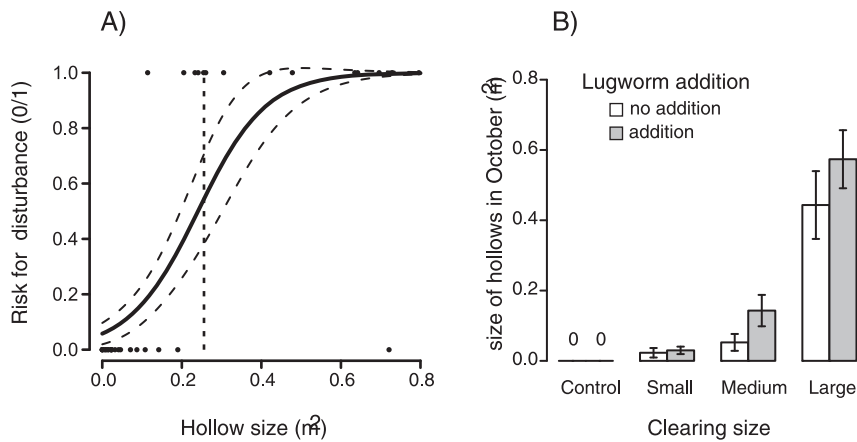 A)
Risk for disturbance (0/1)
1.0
0.8
0.6
0.4
0.2
0.0
0.0 0.2 0.4 0.6 0.8
Hollow size (m2)
B)
size of hollows in October (m2)
0.8
0.6
0.4
0.2
0.0
Lugworm addition
no addition
addition
0 0
Control Small Medium Large
Clearing size